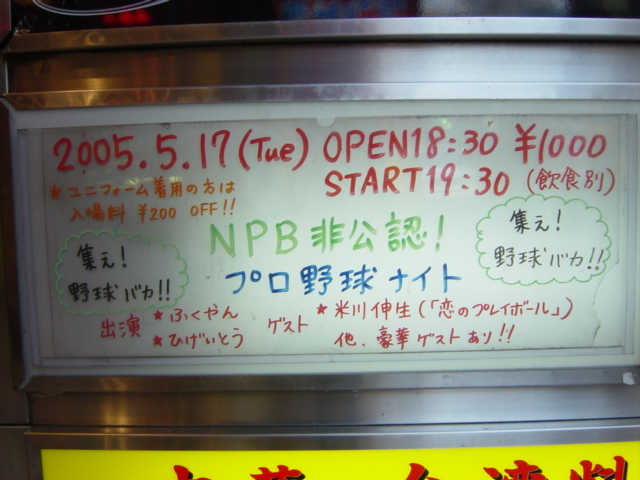 2005.5.17(Tue) OPEN18:30 ¥1000
START19:30 (飲食別)
★ユニフォーム着用の方は
入場料 ¥200 OFF!!
NPB非公認!
プロ野球ナイト
集え!
野球バカ!!
集え!
野球バカ!!
出演 ★ふくやん
★ひげいとう
ゲスト ★米川伸生(「恋のプレイボール」)
他、豪華ゲストあり!!